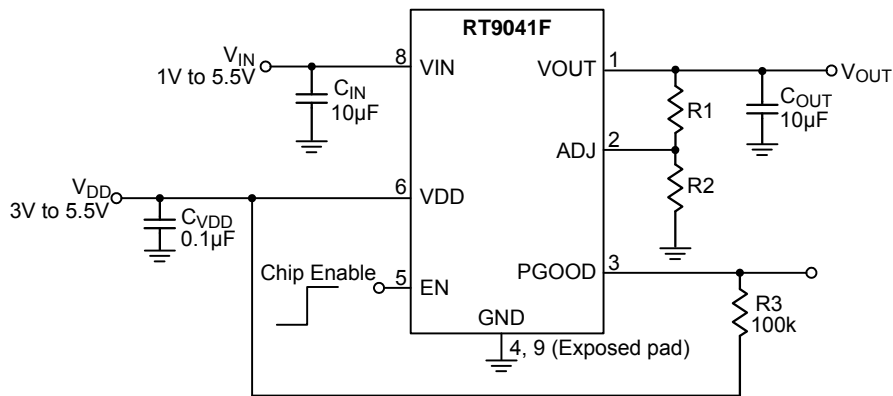 RT9041F
VIN
1V to 5.5V
CIN
10µF
8
VIN
VOUT
1
VOUT
R1
COUT
10µF
ADJ
2
R2
VDD
3V to 5.5V
CVDD
0.1µF
6
VDD
Chip Enable
5
EN
PGOOD
3
R3
100k
GND
4, 9 (Exposed pad)